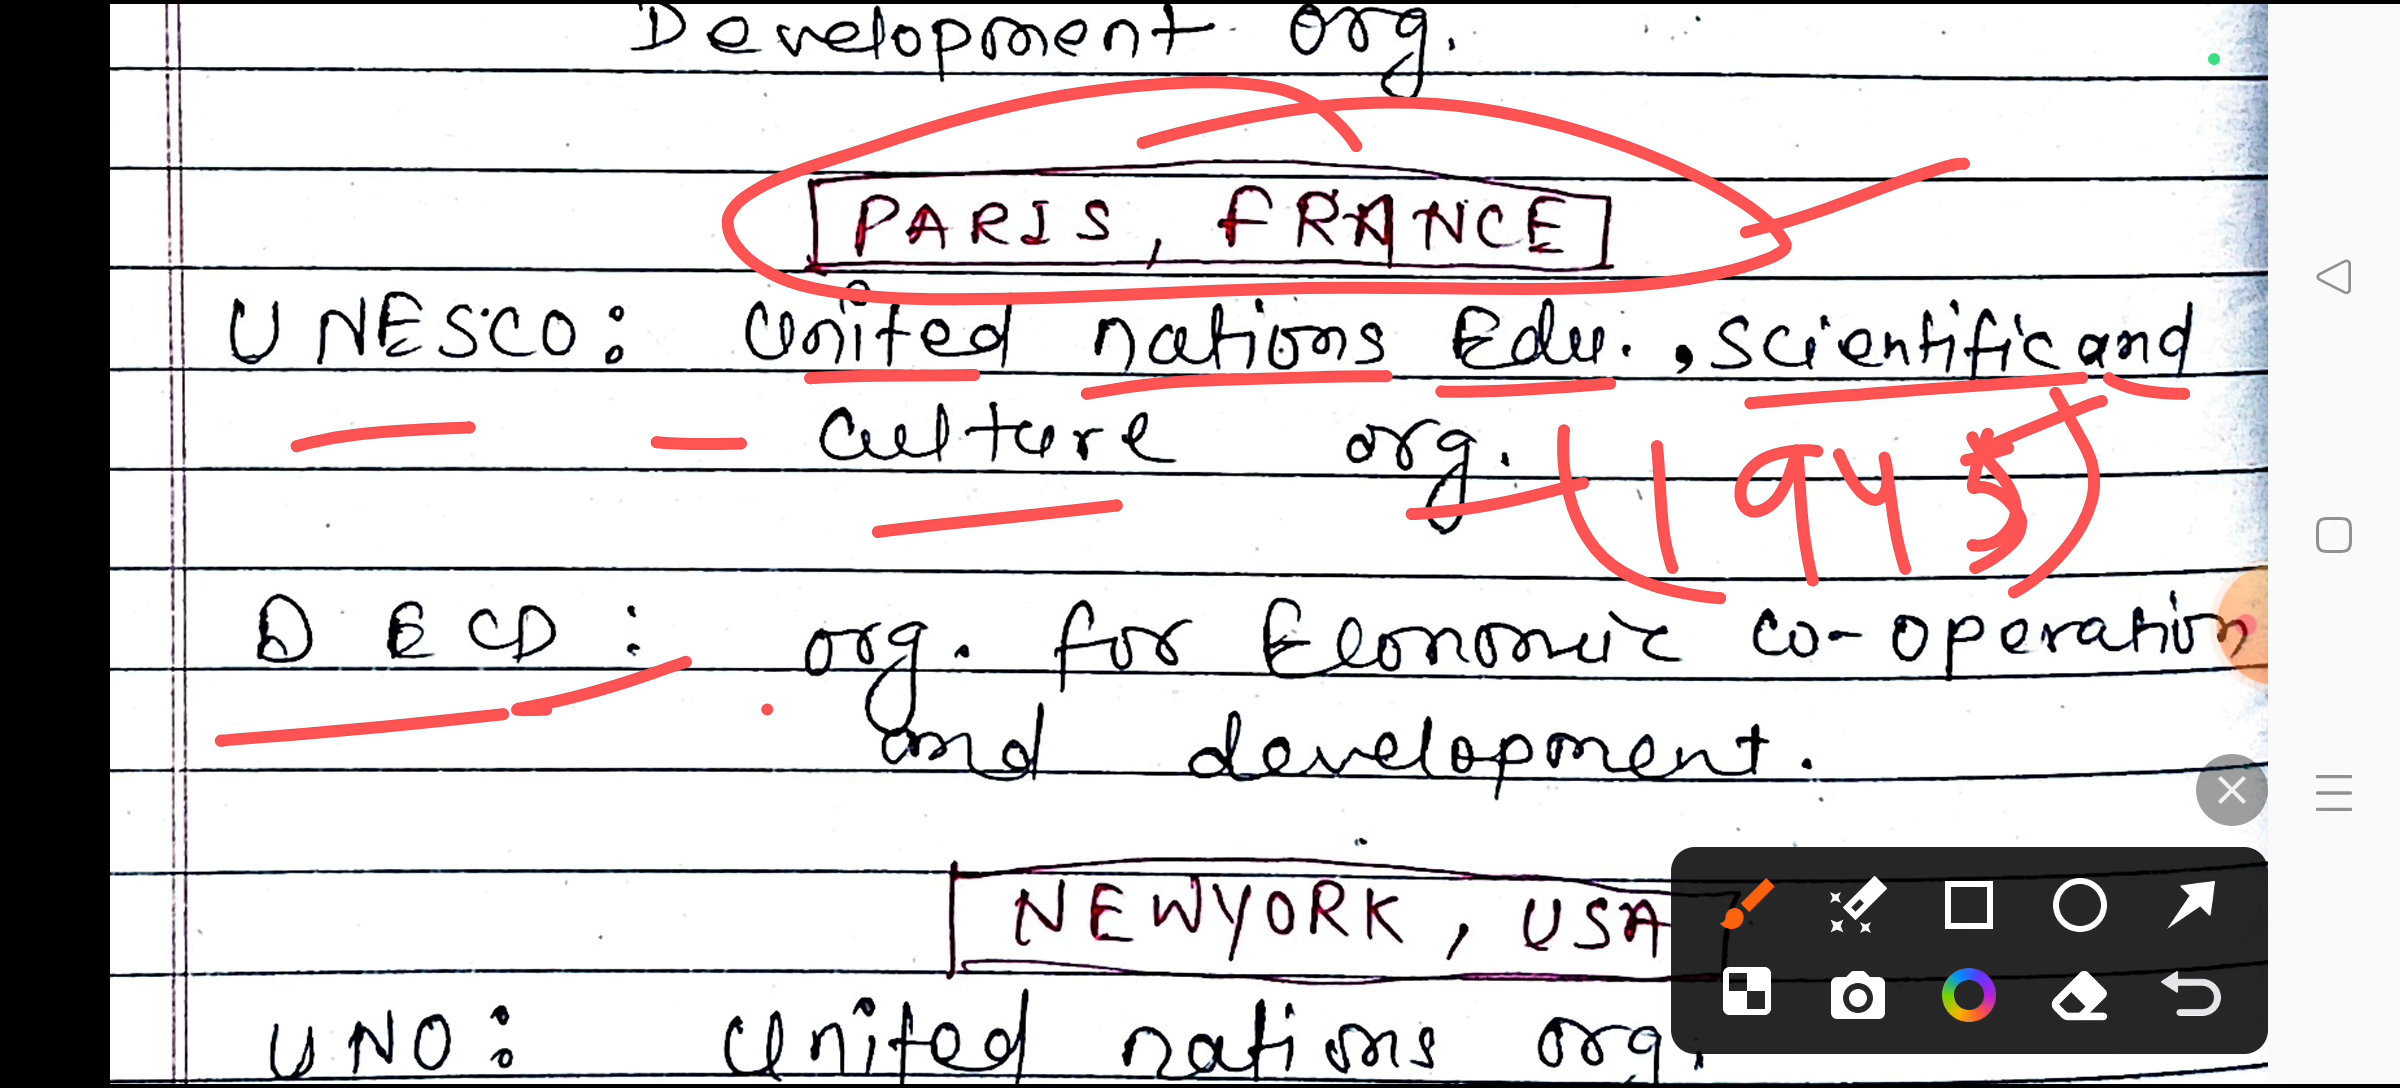 Development org.
PARIS, FRANCE
UNESCO: United nations Edu., Scientific and
culture org. (1945)
OECD: org. for Economic co-operation
and development.
NEWYORK, USA
UNO: United nations org.